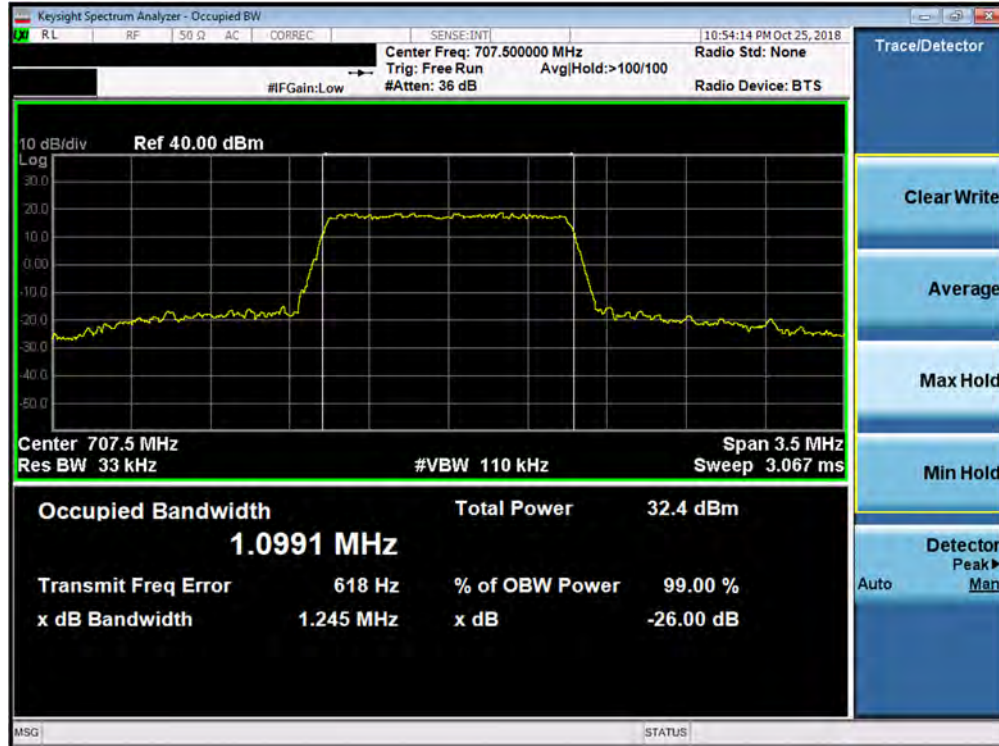 Keysight Spectrum Analyzer - Occupied BW
LXI RL RF 50 Ω AC CORREC SENSE:INT 10:54:14 PM Oct 25, 2018
Center Freq: 707.500000 MHz Radio Std: None
Trig: Free Run Avg|Hold:>100/100
#IFGain:Low #Atten: 36 dB Radio Device: BTS
10 dB/div Ref 40.00 dBm
Log
30.0
20.0
10.0
0.00
-10.0
-20.0
-30.0
-40.0
-50.0
Center 707.5 MHz Span 3.5 MHz
Res BW 33 kHz #VBW 110 kHz Sweep 3.067 ms
Occupied Bandwidth Total Power 32.4 dBm
1.0991 MHz
Transmit Freq Error 618 Hz % of OBW Power 99.00 %
x dB Bandwidth 1.245 MHz x dB -26.00 dB
MSG STATUS
Trace/Detector
Clear Write
Average
Max Hold
Min Hold
Detector
Peak▶
Auto Man